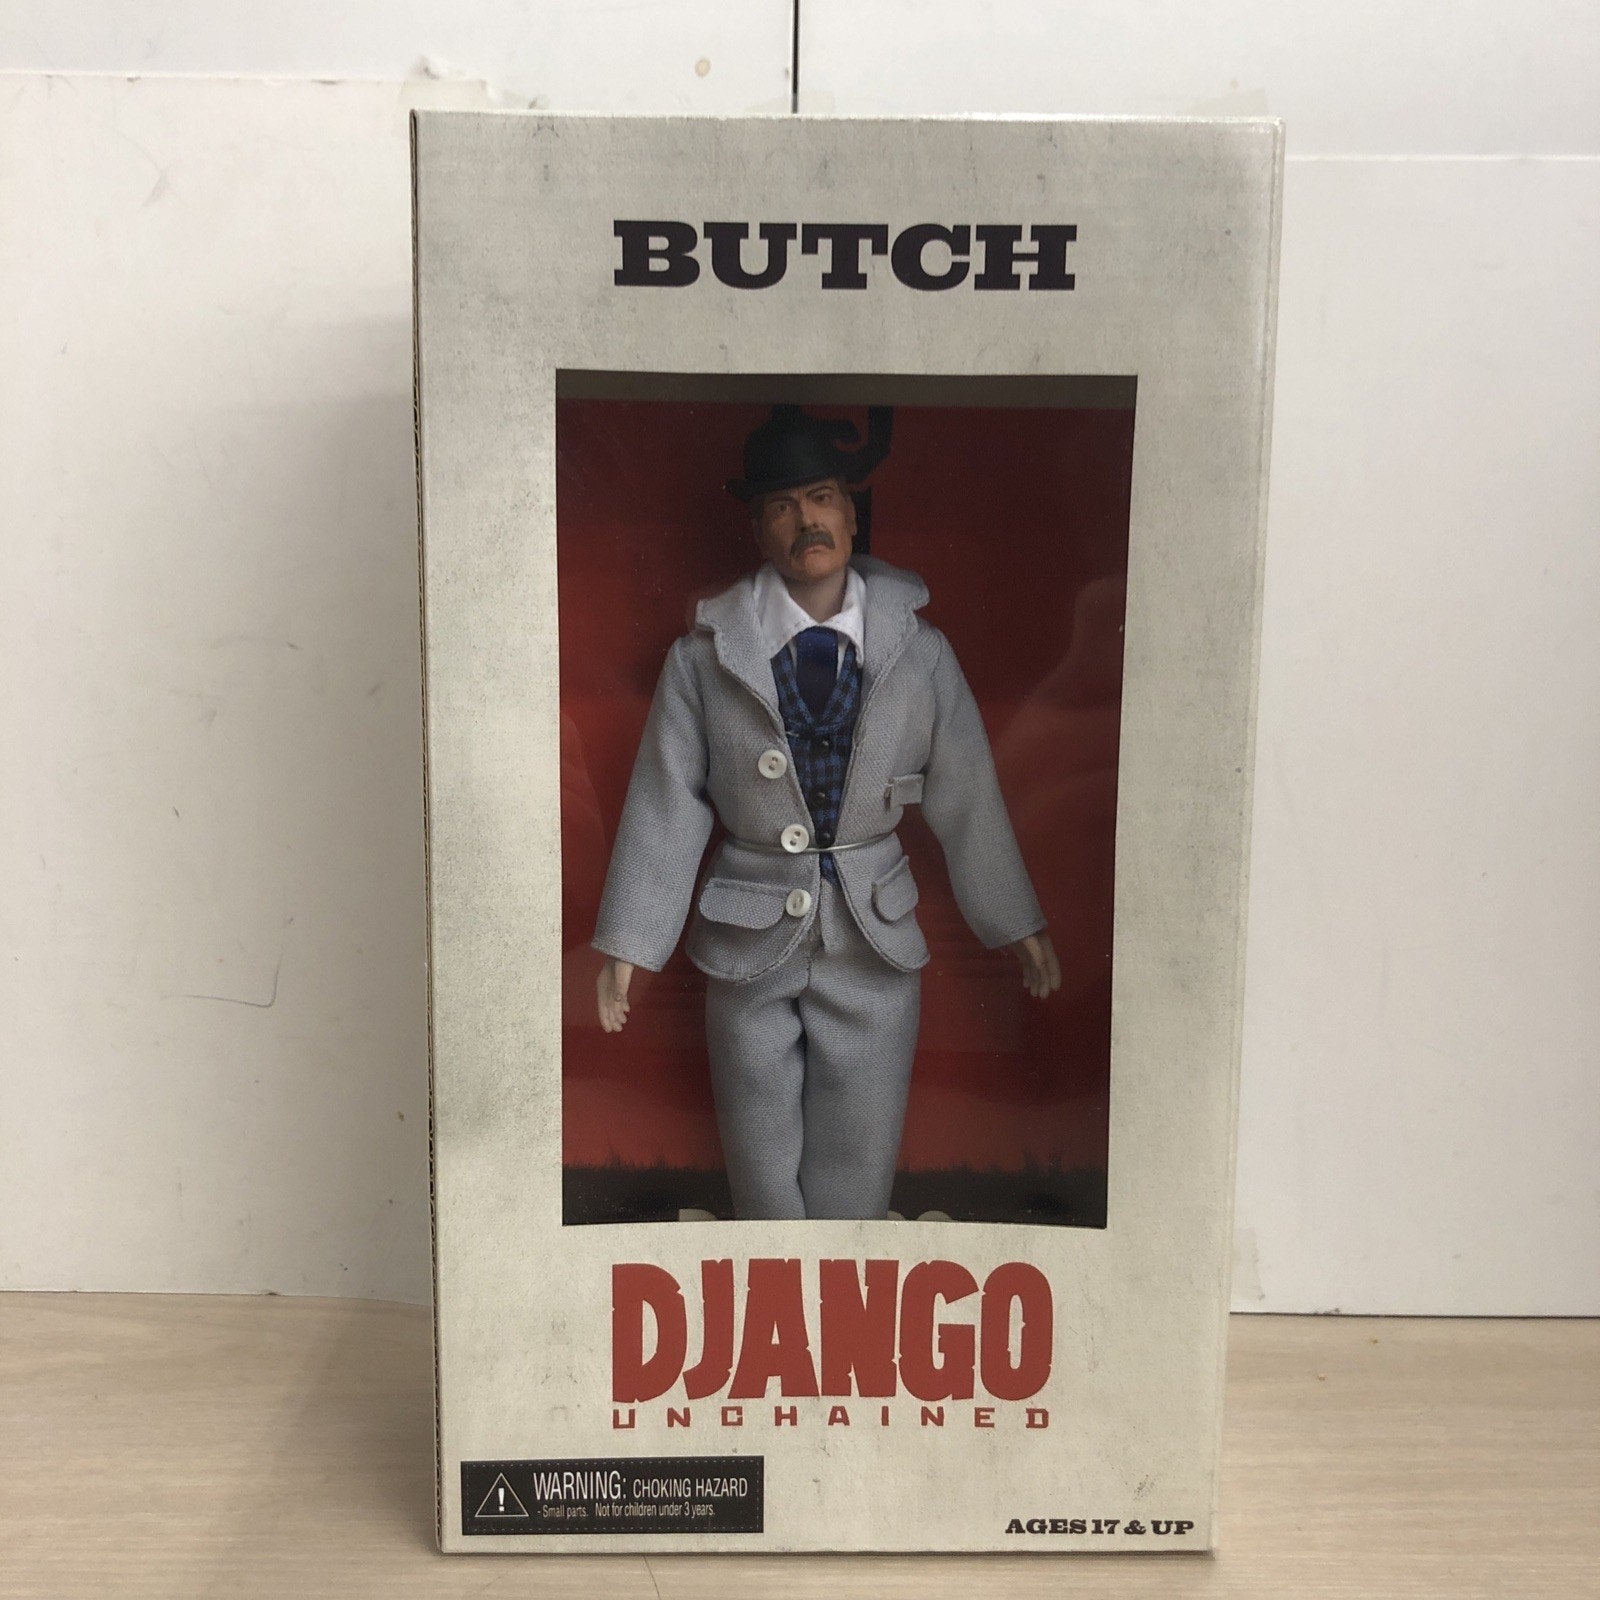 BUTCH
DJANGO
UNCHAINED
WARNING: CHOKING HAZARD
- Small parts. Not for children under 3 years.
AGES 17 & UP